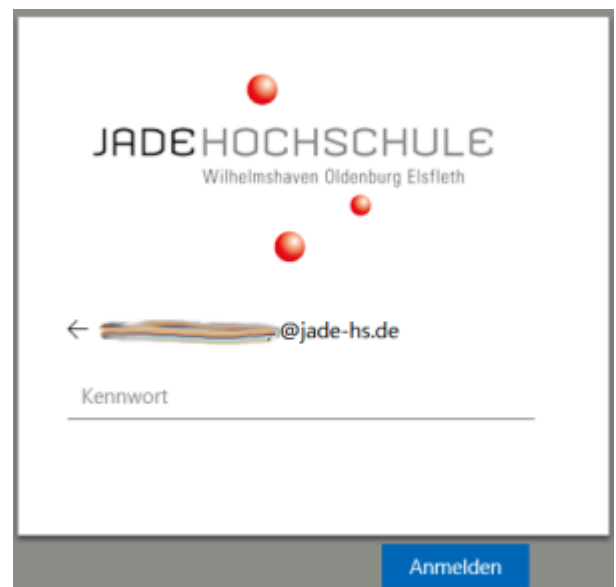 JADEHOCHSCHULE
Wilhelmshaven Oldenburg Elsfleth
← @jade-hs.de
Kennwort
Anmelden